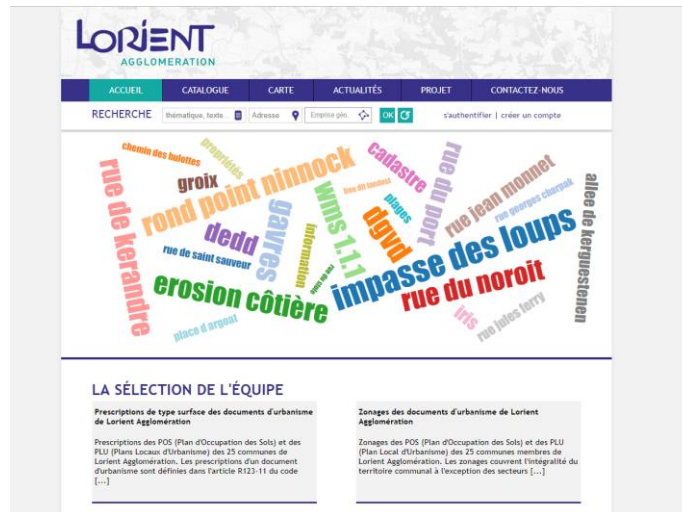 LORIENT
AGGLOMERATION
ACCUEIL CATALOGUE CARTE ACTUALITÉS PROJET CONTACTEZ-NOUS
RECHERCHE thématique, texte... Adresse Emprise géo. OK s'authentifier | créer un compte
chemin des hulottes
propriétés
cadastre
rue du port
groix
rond point ninnock
lieu dit londust
plages
rue jean monnet
rue georges charpak
allee de kerguestenen
rue de kerandre
dedd
gavres
information
wms 1.1.1
dgvd
impasse des loups
rue de saint sauveur
erosion côtière
rue du noroit
iris
rue jules ferry
place d argoat
LA SÉLECTION DE L'ÉQUIPE
Prescriptions de type surface des documents d'urbanisme
de Lorient Agglomération
Prescriptions des POS (Plan d'Occupation des Sols) et des
PLU (Plans Locaux d'Urbanisme) des 25 communes de
Lorient Agglomération. Les prescriptions d'un document
d'urbanisme sont définies dans l'article R123-11 du code
[...]
Zonages des documents d'urbanisme de Lorient
Agglomération
Zonages des POS (Plan d'Occupation des Sols) et des PLU
(Plan Local d'Urbanisme) des 25 communes membres de
Lorient Agglomération. Les zonages couvrent l'intégralité du
territoire communal à l'exception des secteurs [...]